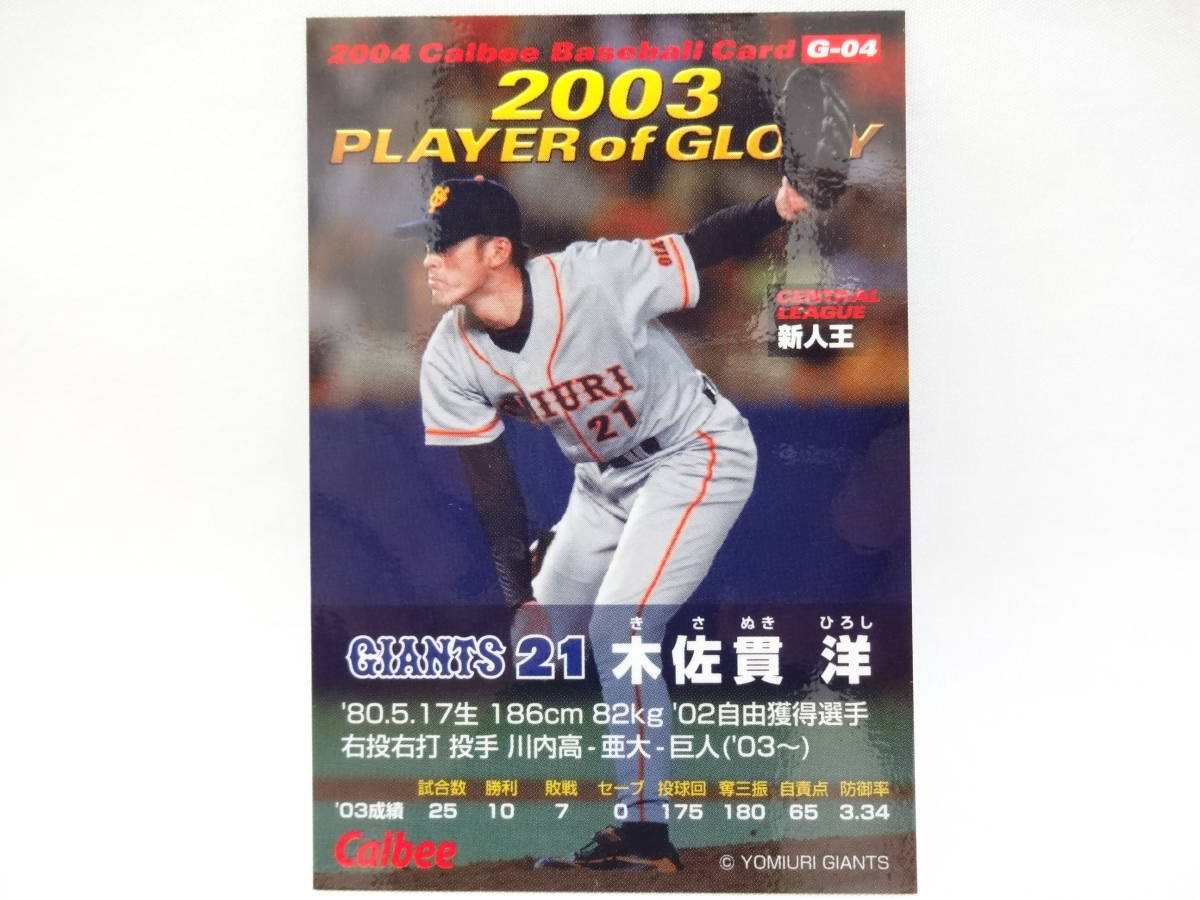 2004 Calbee Baseball Card G-04
2003
PLAYER of GLO Y
CENTRAL
LEAGUE
新人王
IURI
21
き さ ぬき ひろし
GIANTS 21 木佐貫 洋
'80.5.17生 186cm 82kg '02自由獲得選手
右投右打 投手 川内高-亜大-巨人('03〜)
試合数 勝利 敗戦 セーブ 投球回 奪三振 自責点 防御率
'03成績 25 10 7 0 175 180 65 3.34
Calbee
© YOMIURI GIANTS